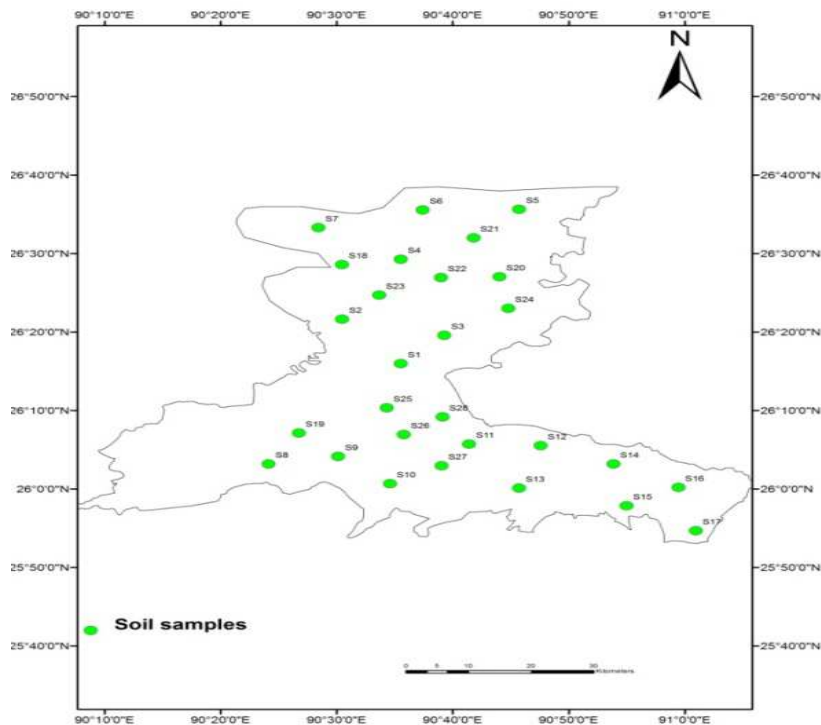 90°10'0"E 90°20'0"E 90°30'0"E 90°40'0"E 90°50'0"E 91°0'0"E
N
26°50'0"N 26°50'0"N
26°40'0"N 26°40'0"N
S6 S5
S7
S21
26°30'0"N 26°30'0"N
S18 S4
S22 S20
S23
S24
S2
26°20'0"N 26°20'0"N
S3
S1
S25
26°10'0"N 26°10'0"N
S28
S19 S26
S11 S12
S8 S9 S27 S14
S10 S13 S16
26°0'0"N 26°0'0"N
S15
S17
25°50'0"N 25°50'0"N
Soil samples
25°40'0"N 25°40'0"N
0 5 10 20 30
Kilometers
90°10'0"E 90°20'0"E 90°30'0"E 90°40'0"E 90°50'0"E 91°0'0"E